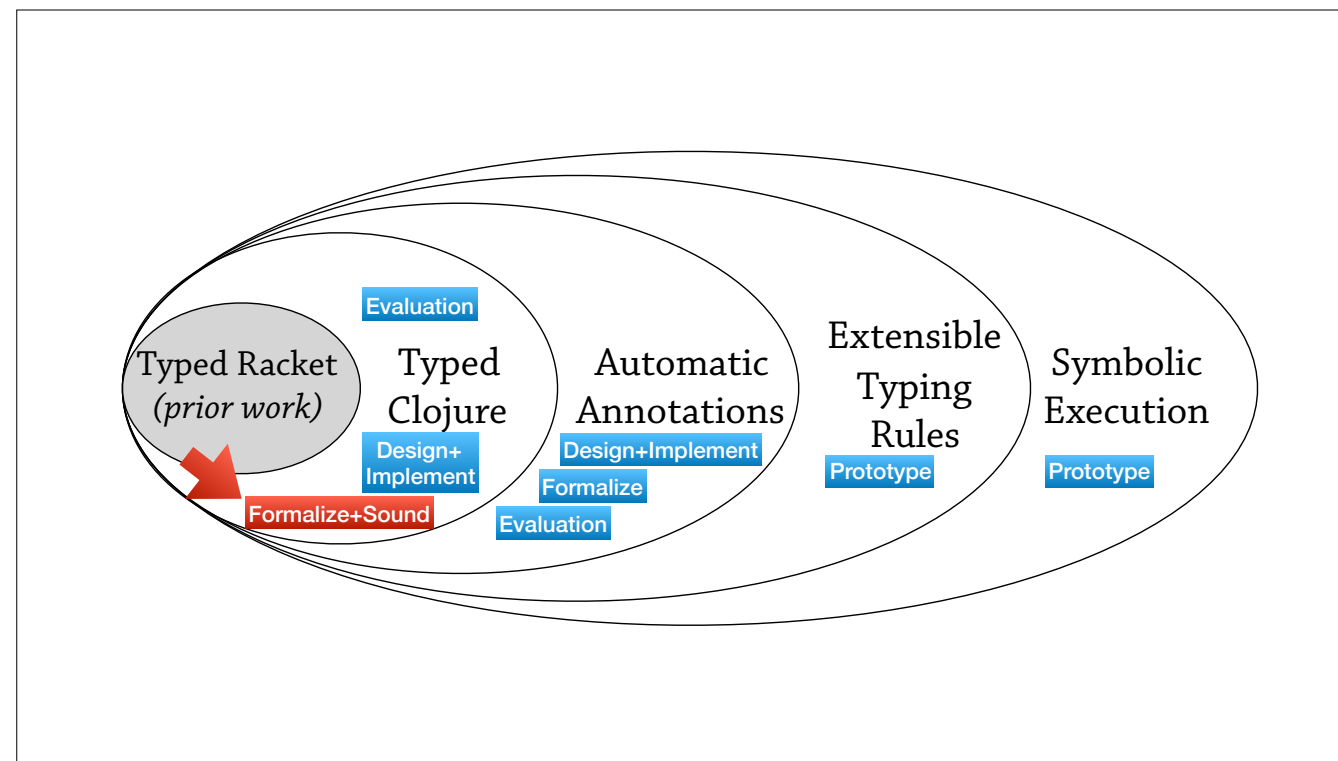 Typed Racket
(prior work)
Evaluation
Typed
Clojure
Design+
Implement
Formalize+Sound
Automatic
Annotations
Design+Implement
Formalize
Evaluation
Extensible
Typing
Rules
Prototype
Symbolic
Execution
Prototype